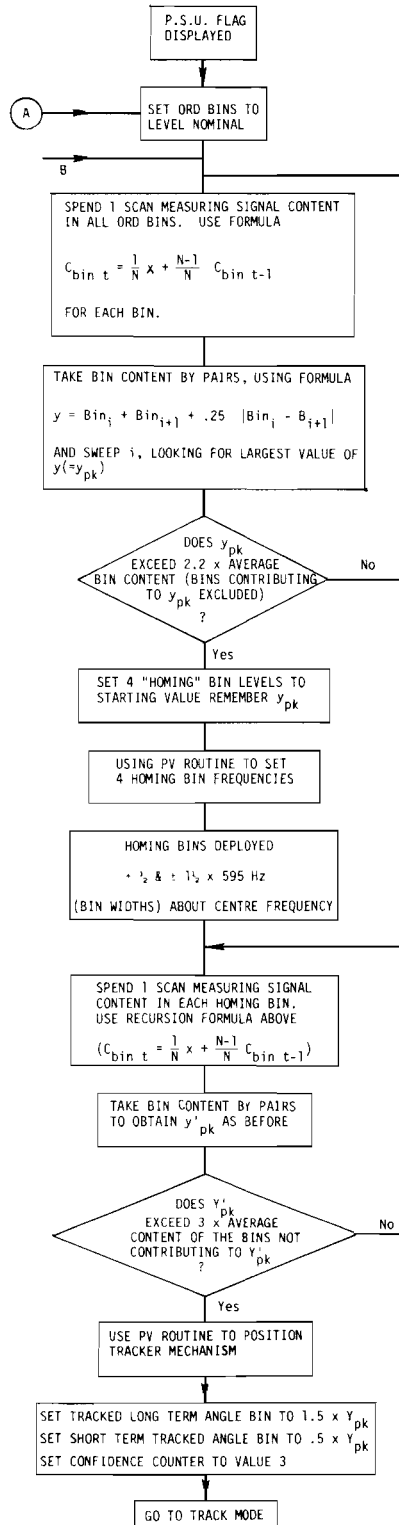 P.S.U. FLAG
DISPLAYED
A
SET ORD BINS TO
LEVEL NOMINAL
B
SPEND 1 SCAN MEASURING SIGNAL CONTENT
IN ALL ORD BINS. USE FORMULA
C bin t = 1/N x + N-1/N C bin t-1
FOR EACH BIN.
TAKE BIN CONTENT BY PAIRS, USING FORMULA
y = Bin i + Bin i+1 + .25 |Bin i - B i+1|
AND SWEEP i, LOOKING FOR LARGEST VALUE OF
y(=y pk)
DOES y pk
EXCEED 2.2 x AVERAGE
BIN CONTENT (BINS CONTRIBUTING
TO y pk EXCLUDED)
?
No
Yes
SET 4 "HOMING" BIN LEVELS TO
STARTING VALUE REMEMBER y pk
USING PV ROUTINE TO SET
4 HOMING BIN FREQUENCIES
HOMING BINS DEPLOYED
½ & ± 1½ x 595 Hz
(BIN WIDTHS) ABOUT CENTRE FREQUENCY
SPEND 1 SCAN MEASURING SIGNAL
CONTENT IN EACH HOMING BIN.
USE RECURSION FORMULA ABOVE
(C bin t = 1/N x + N-1/N C bin t-1)
TAKE BIN CONTENT BY PAIRS
TO OBTAIN y' pk AS BEFORE
DOES Y' pk
EXCEED 3 x AVERAGE
CONTENT OF THE BINS NOT
CONTRIBUTING TO Y' pk
?
No
Yes
USE PV ROUTINE TO POSITION
TRACKER MECHANISM
SET TRACKED LONG TERM ANGLE BIN TO 1.5 x Y pk
SET SHORT TERM TRACKED ANGLE BIN TO .5 x Y pk
SET CONFIDENCE COUNTER TO VALUE 3
GO TO TRACK MODE